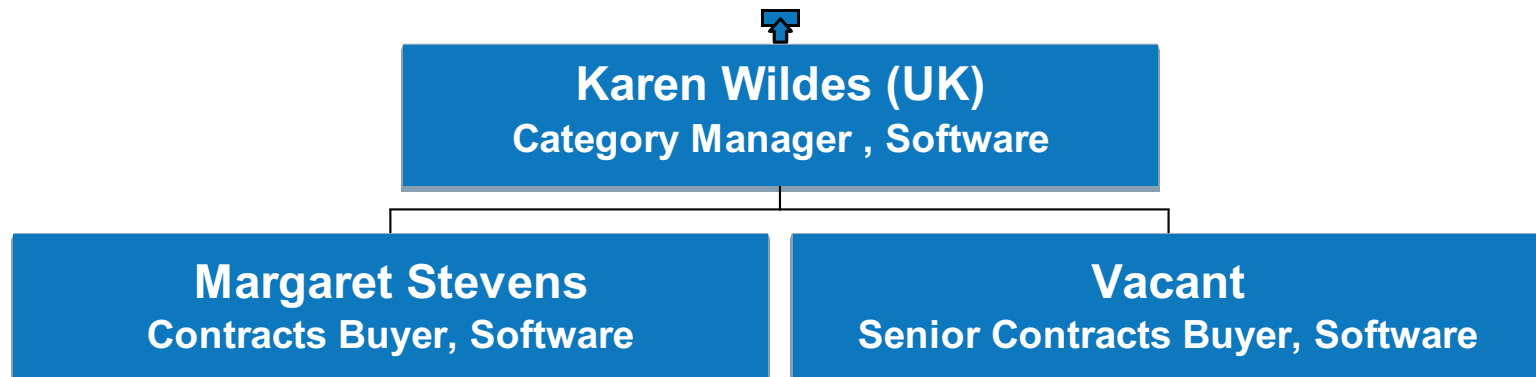 Karen Wildes (UK)
Category Manager , Software
Margaret Stevens
Contracts Buyer, Software
Vacant
Senior Contracts Buyer, Software